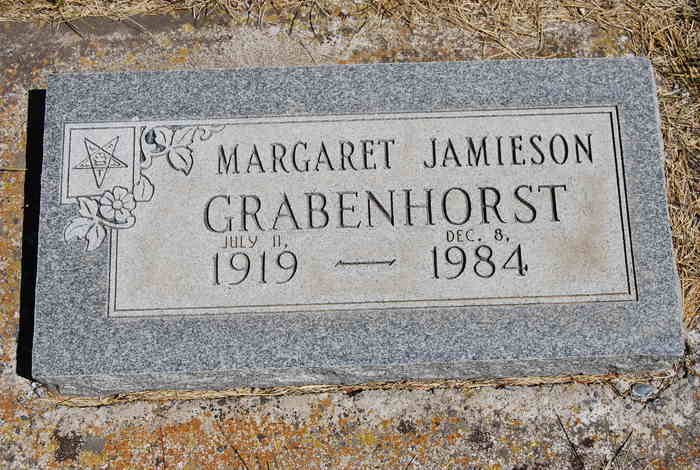 MARGARET JAMIESON
GRABENHORST
JULY 11, DEC. 8,
1919 — 1984